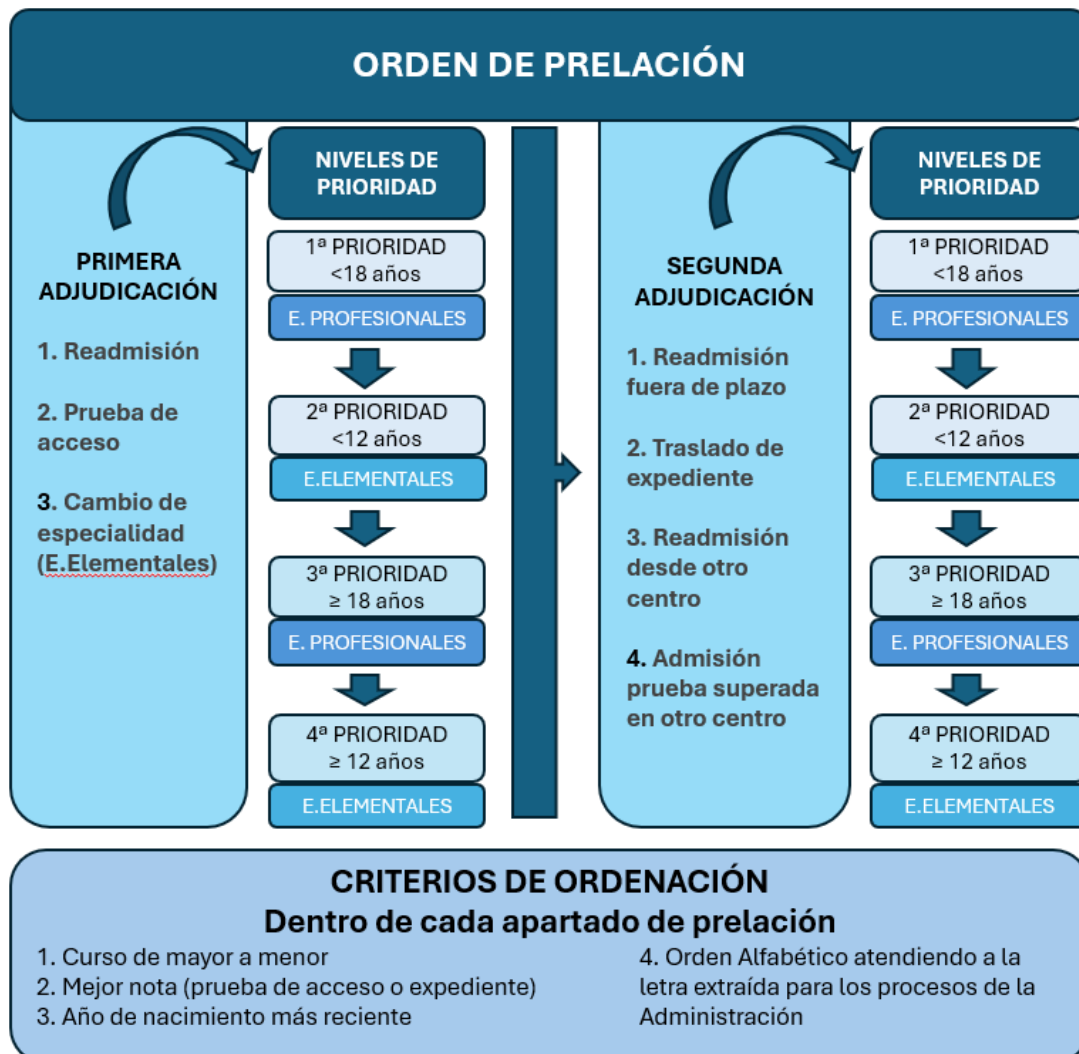 ORDEN DE PRELACIÓN
PRIMERA
ADJUDICACIÓN
1. Readmisión
2. Prueba de
acceso
3. Cambio de
especialidad
(E.Elementales)
NIVELES DE
PRIORIDAD
1ª PRIORIDAD
<18 años
E. PROFESIONALES
2ª PRIORIDAD
<12 años
E.ELEMENTALES
3ª PRIORIDAD
≥ 18 años
E. PROFESIONALES
4ª PRIORIDAD
≥ 12 años
E.ELEMENTALES
SEGUNDA
ADJUDICACIÓN
1. Readmisión
fuera de plazo
2. Traslado de
expediente
3. Readmisión
desde otro
centro
4. Admisión
prueba superada
en otro centro
NIVELES DE
PRIORIDAD
1ª PRIORIDAD
<18 años
E. PROFESIONALES
2ª PRIORIDAD
<12 años
E.ELEMENTALES
3ª PRIORIDAD
≥ 18 años
E. PROFESIONALES
4ª PRIORIDAD
≥ 12 años
E.ELEMENTALES
CRITERIOS DE ORDENACIÓN
Dentro de cada apartado de prelación
1. Curso de mayor a menor
2. Mejor nota (prueba de acceso o expediente)
3. Año de nacimiento más reciente
4. Orden Alfabético atendiendo a la
letra extraída para los procesos de la
Administración